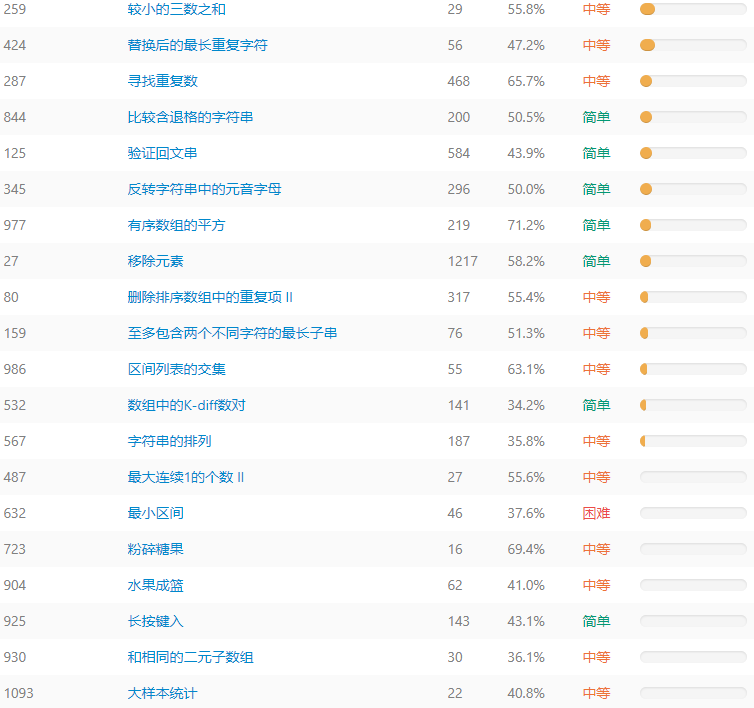 259 较小的三数之和 29 55.8% 中等
424 替换后的最长重复字符 56 47.2% 中等
287 寻找重复数 468 65.7% 中等
844 比较含退格的字符串 200 50.5% 简单
125 验证回文串 584 43.9% 简单
345 反转字符串中的元音字母 296 50.0% 简单
977 有序数组的平方 219 71.2% 简单
27 移除元素 1217 58.2% 简单
80 删除排序数组中的重复项 II 317 55.4% 中等
159 至多包含两个不同字符的最长子串 76 51.3% 中等
986 区间列表的交集 55 63.1% 中等
532 数组中的K-diff数对 141 34.2% 简单
567 字符串的排列 187 35.8% 中等
487 最大连续1的个数 II 27 55.6% 中等
632 最小区间 46 37.6% 困难
723 粉碎糖果 16 69.4% 中等
904 水果成篮 62 41.0% 中等
925 长按键入 143 43.1% 简单
930 和相同的二元子数组 30 36.1% 中等
1093 大样本统计 22 40.8% 中等